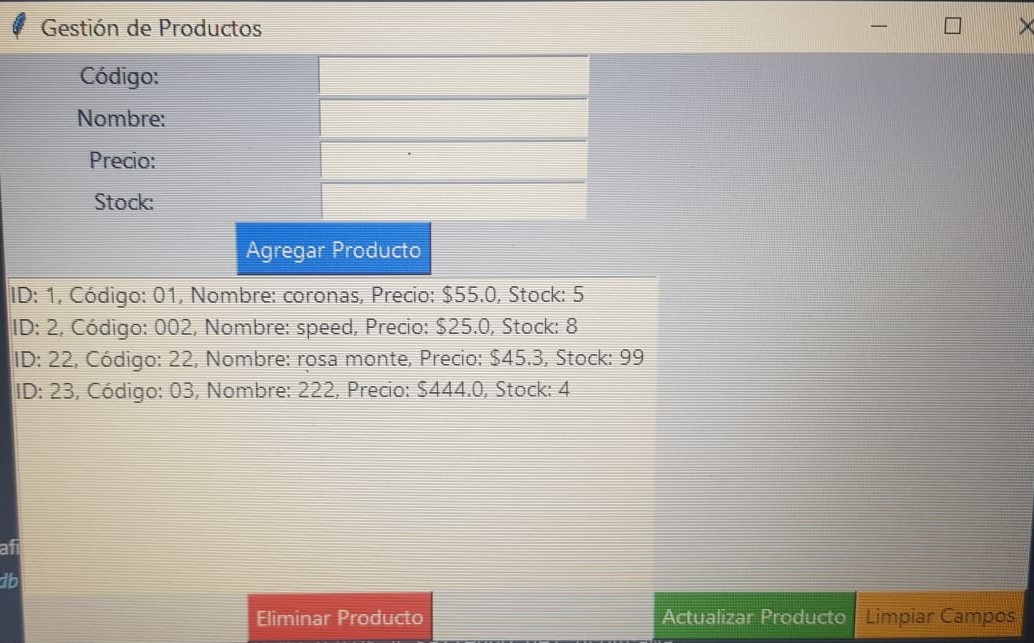 Gestión de Productos
Código:
Nombre:
Precio:
Stock:
Agregar Producto
ID: 1, Código: 01, Nombre: coronas, Precio: $55.0, Stock: 5
ID: 2, Código: 002, Nombre: speed, Precio: $25.0, Stock: 8
ID: 22, Código: 22, Nombre: rosa monte, Precio: $45.3, Stock: 99
ID: 23, Código: 03, Nombre: 222, Precio: $444.0, Stock: 4
afi
db
Eliminar Producto Actualizar Producto Limpiar Campos